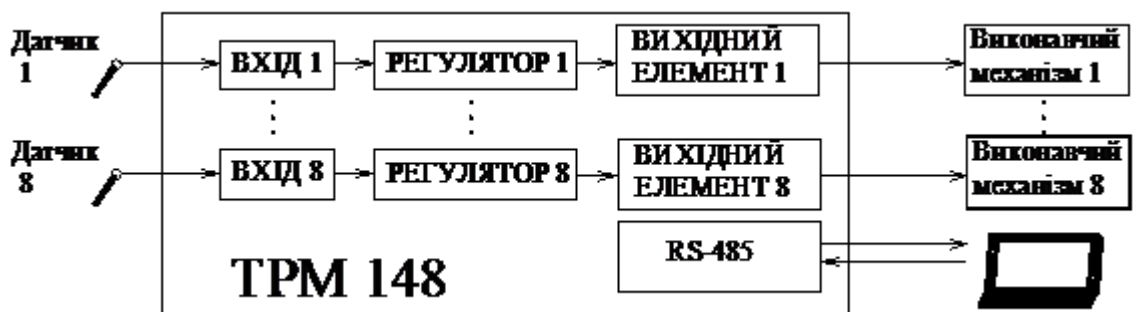 Датчик
1
ВХІД 1
РЕГУЛЯТОР 1
ВИХІДНИЙ
ЕЛЕМЕНТ 1
Виконавчий
механізм 1
Датчик
8
ВХІД 8
РЕГУЛЯТОР 8
ВИХІДНИЙ
ЕЛЕМЕНТ 8
Виконавчий
механізм 8
RS-485
ТРМ 148